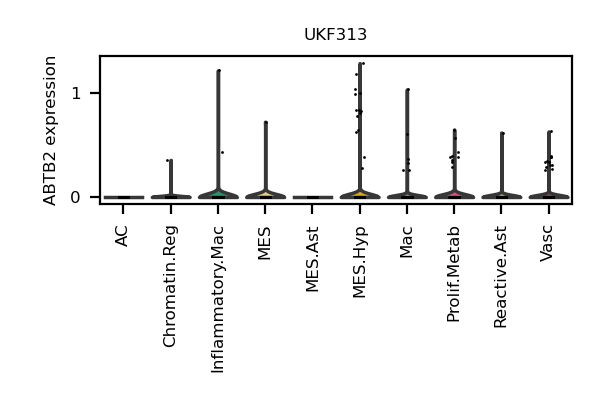 UKF313
ABTB2 expression
1
0
AC
Chromatin.Reg
Inflammatory.Mac
MES
MES.Ast
MES.Hyp
Mac
Prolif.Metab
Reactive.Ast
Vasc